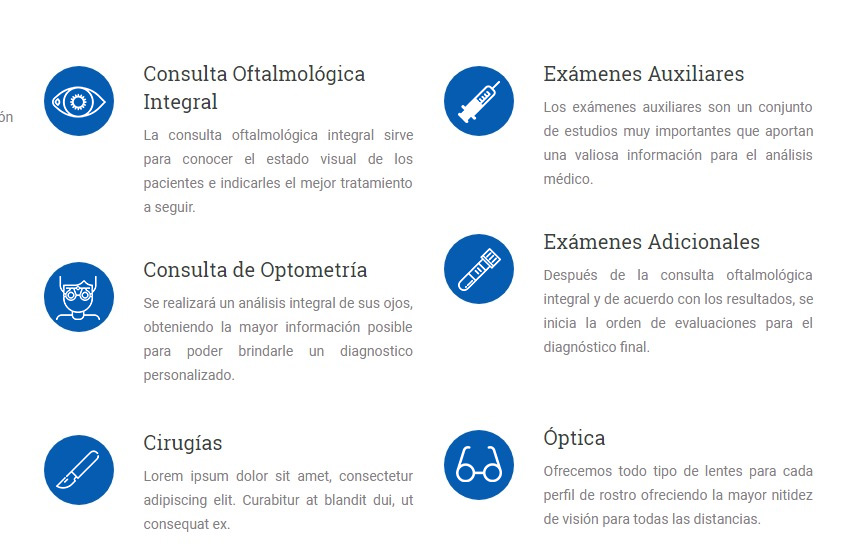 ón
Consulta Oftalmológica
Integral
La consulta oftalmológica integral sirve
para conocer el estado visual de los
pacientes e indicarles el mejor tratamiento
a seguir.
Consulta de Optometría
Se realizará un análisis integral de sus ojos,
obteniendo la mayor información posible
para poder brindarle un diagnostico
personalizado.
Cirugías
Lorem ipsum dolor sit amet, consectetur
adipiscing elit. Curabitur at blandit dui, ut
consequat ex.
Exámenes Auxiliares
Los exámenes auxiliares son un conjunto
de estudios muy importantes que aportan
una valiosa información para el análisis
médico.
Exámenes Adicionales
Después de la consulta oftalmológica
integral y de acuerdo con los resultados, se
inicia la orden de evaluaciones para el
diagnóstico final.
Óptica
Ofrecemos todo tipo de lentes para cada
perfil de rostro ofreciendo la mayor nitidez
de visión para todas las distancias.